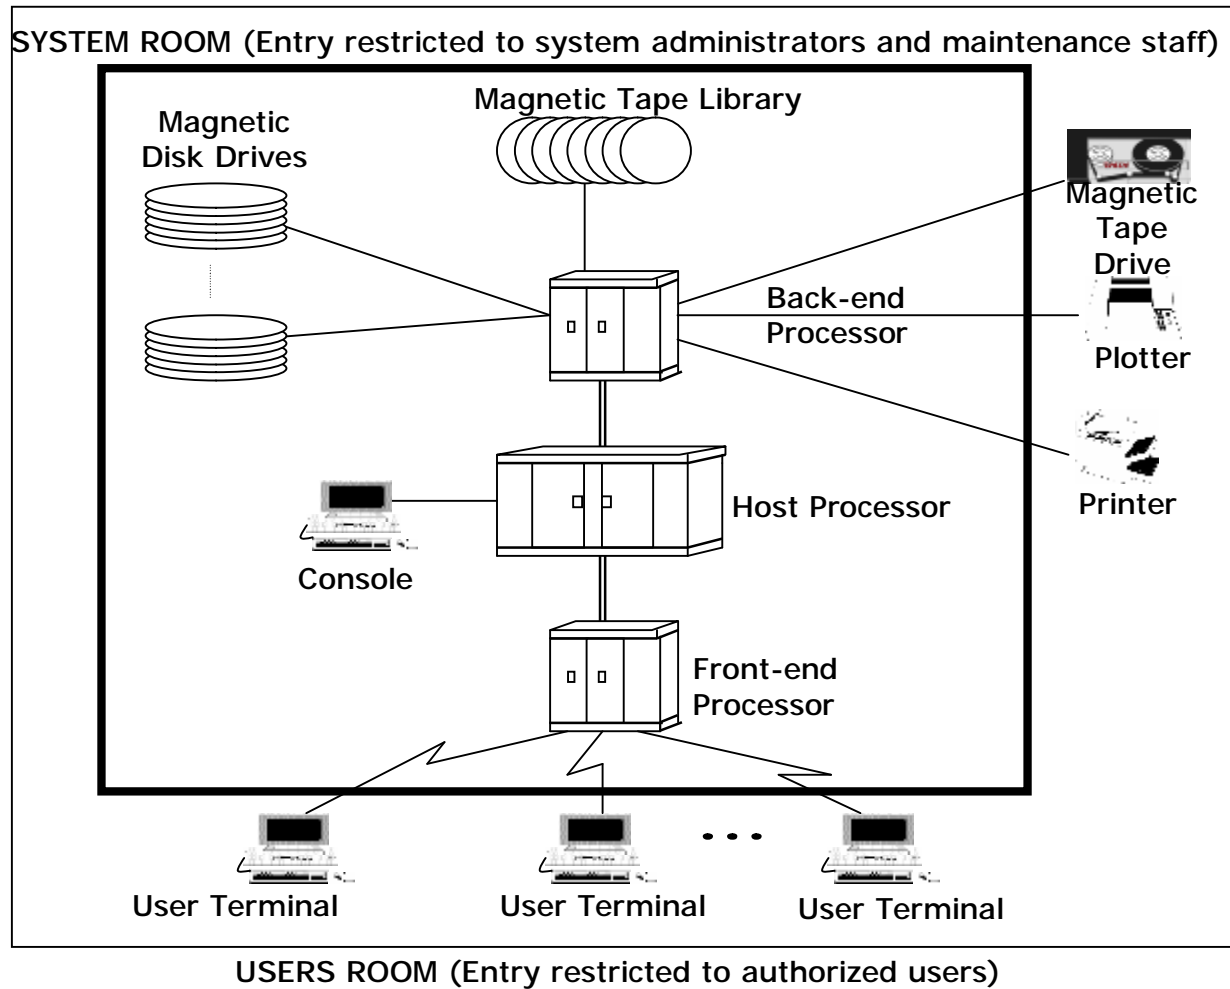 SYSTEM ROOM (Entry restricted to system administrators and maintenance staff)
Magnetic Tape Library
Magnetic
Disk Drives
Magnetic
Tape
Drive
Back-end
Processor
Plotter
Host Processor
Printer
Console
Front-end
Processor
User Terminal
User Terminal
User Terminal
USERS ROOM (Entry restricted to authorized users)